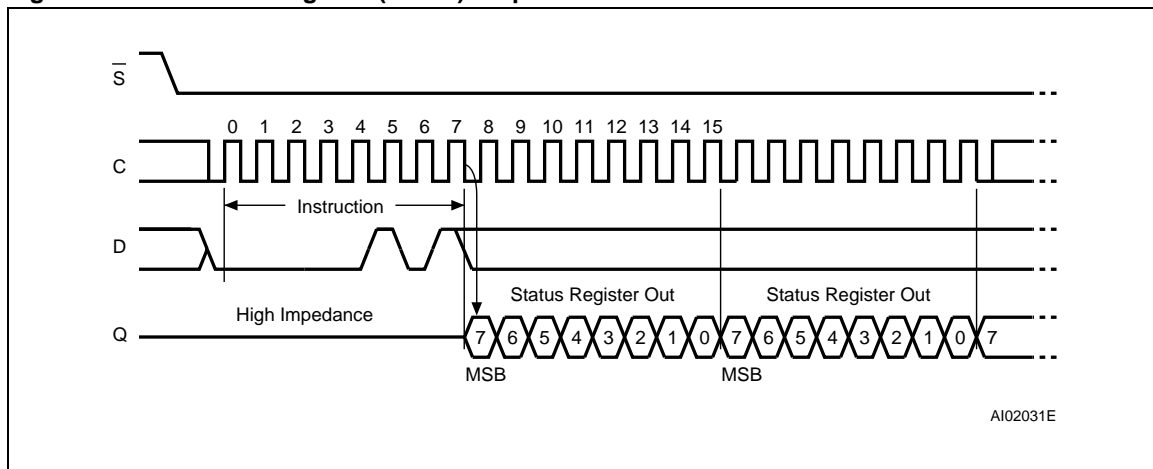 S
0 1 2 3 4 5 6 7 8 9 10 11 12 13 14 15
C
Instruction
D
Status Register Out Status Register Out
High Impedance
Q 7 6 5 4 3 2 1 0 7 6 5 4 3 2 1 0 7
MSB MSB
AI02031E